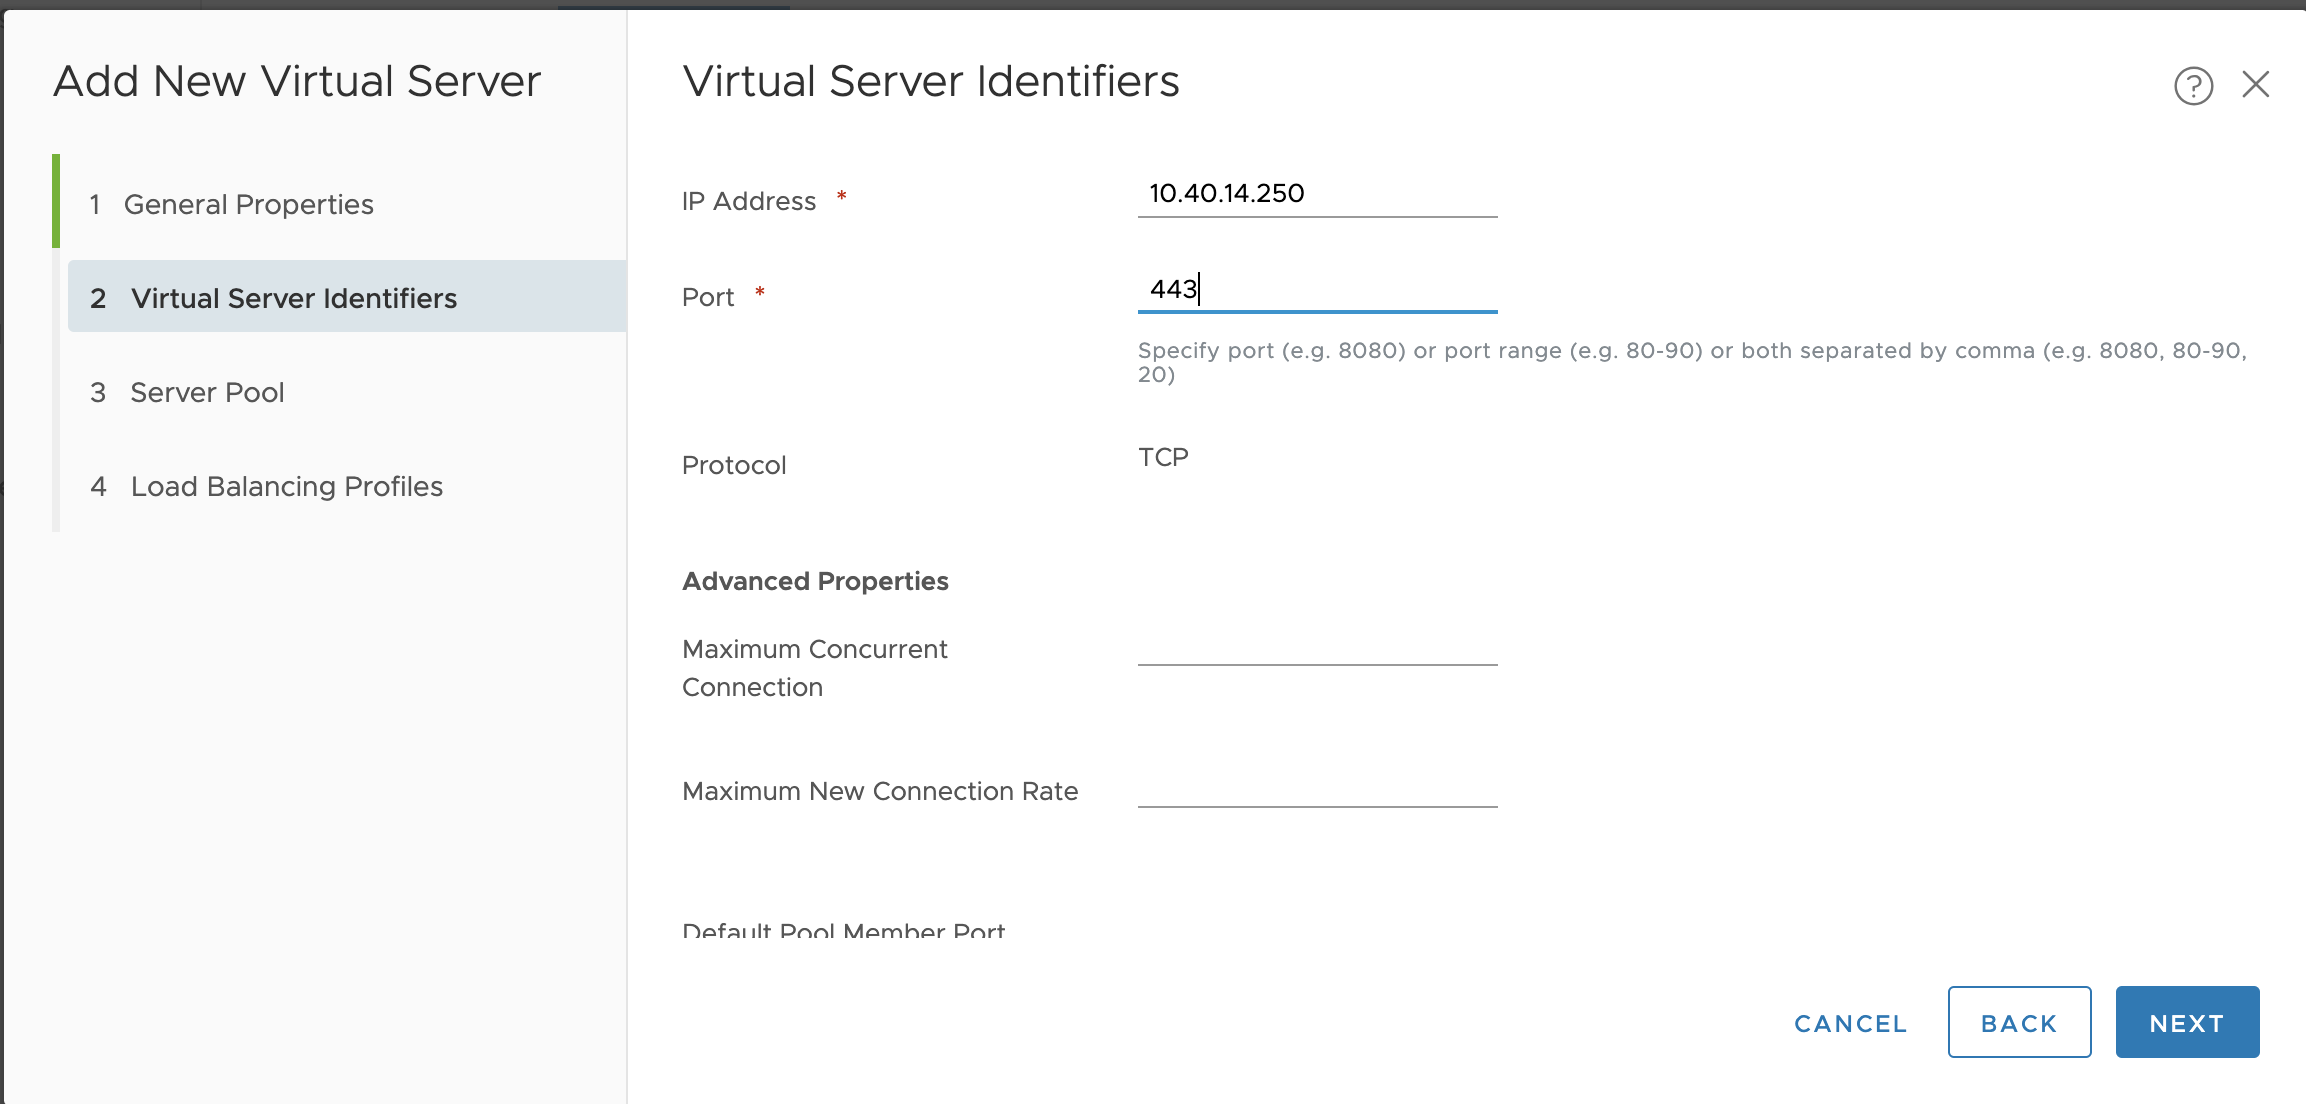 Add New Virtual Server
1 General Properties
2 Virtual Server Identifiers
3 Server Pool
4 Load Balancing Profiles
Virtual Server Identifiers
?
IP Address * 10.40.14.250
Port * 443
Specify port (e.g. 8080) or port range (e.g. 80-90) or both separated by comma (e.g. 8080, 80-90,
20)
Protocol TCP
Advanced Properties
Maximum Concurrent
Connection
Maximum New Connection Rate
Default Pool Member Port
CANCEL BACK NEXT